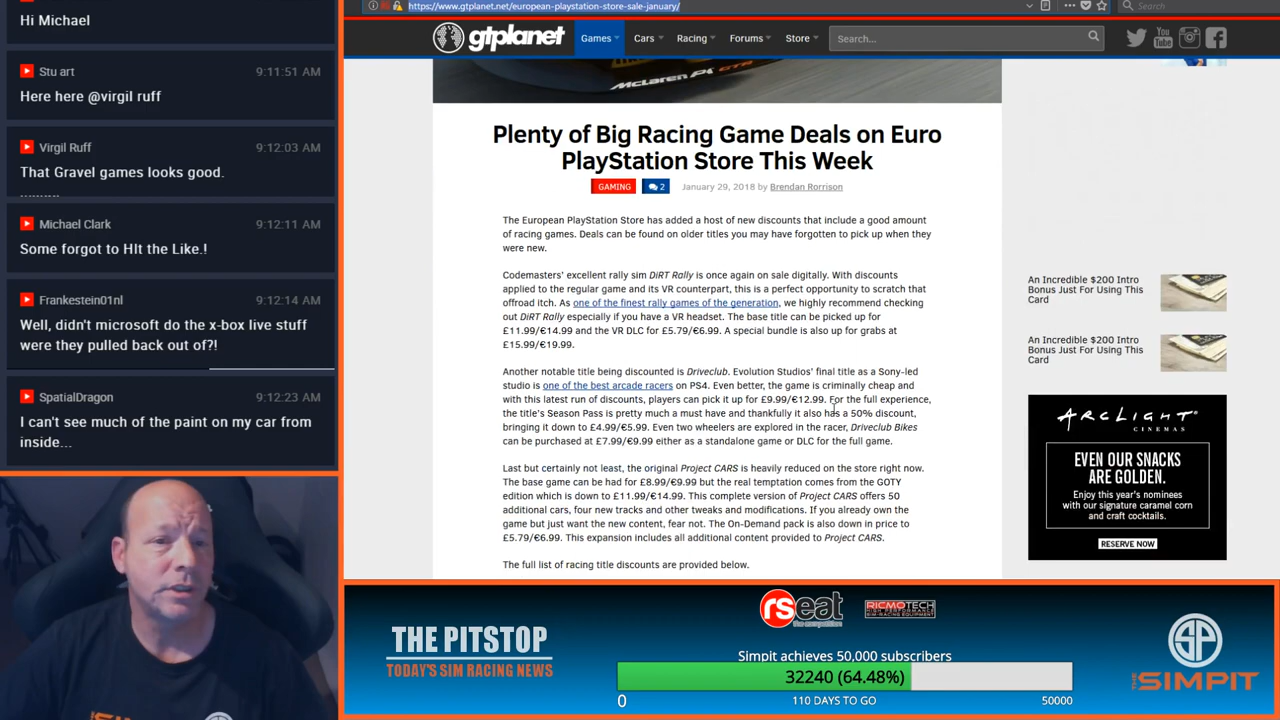 Hi Michael
Stu art 9:11:51 AM
Here here @virgil ruff
Virgil Ruff 9:12:03 AM
That Gravel games looks good.
Michael Clark 9:12:11 AM
Some forgot to HIt the Like.!
Frankestein01nl 9:12:14 AM
Well, didn't microsoft do the x-box live stuff
were they pulled back out of?!
SpatialDragon 9:12:23 AM
I can't see much of the paint on my car from
inside...
https://www.gtplanet.net/european-playstation-store-sale-january/
Search
gtplanet
Games Cars Racing Forums Store Search...
McLaren P1 GTR
Plenty of Big Racing Game Deals on Euro
PlayStation Store This Week
GAMING 2 January 29, 2018 by Brendan Rorrison
The European PlayStation Store has added a host of new discounts that include a good amount
of racing games. Deals can be found on older titles you may have forgotten to pick up when they
were new.
Codemasters' excellent rally sim DiRT Rally is once again on sale digitally. With discounts
applied to the regular game and its VR counterpart, this is a perfect opportunity to scratch that
offroad itch. As one of the finest rally games of the generation, we highly recommend checking
out DiRT Rally especially if you have a VR headset. The base title can be picked up for
£11.99/€14.99 and the VR DLC for £5.79/€6.99. A special bundle is also up for grabs at
£15.99/€19.99.
Another notable title being discounted is Driveclub. Evolution Studios' final title as a Sony-led
studio is one of the best arcade racers on PS4. Even better, the game is criminally cheap and
with this latest run of discounts, players can pick it up for £9.99/€12.99. For the full experience,
the title's Season Pass is pretty much a must have and thankfully it also has a 50% discount,
bringing it down to £4.99/€5.99. Even two wheelers are explored in the racer, Driveclub Bikes
can be purchased at £7.99/€9.99 either as a standalone game or DLC for the full game.
Last but certainly not least, the original Project CARS is heavily reduced on the store right now.
The base game can be had for £8.99/€9.99 but the real temptation comes from the GOTY
edition which is down to £11.99/€14.99. This complete version of Project CARS offers 50
additional cars, four new tracks and other tweaks and modifications. If you already own the
game but just want the new content, fear not. The On-Demand pack is also down in price to
£5.79/€6.99. This expansion includes all additional content provided to Project CARS.
The full list of racing title discounts are provided below.
An Incredible $200 Intro
Bonus Just For Using This
Card
An Incredible $200 Intro
Bonus Just For Using This
Card
ARCLIGHT
CINEMAS
EVEN OUR SNACKS
ARE GOLDEN.
Enjoy this year's nominees
with our signature caramel corn
and craft cocktails.
RESERVE NOW
THE PITSTOP
TODAY'S SIM RACING NEWS
rseat
RICMOTECH
Simpit achieves 50,000 subscribers
32240 (64.48%)
0 110 DAYS TO GO 50000
SP
THE SIMPIT